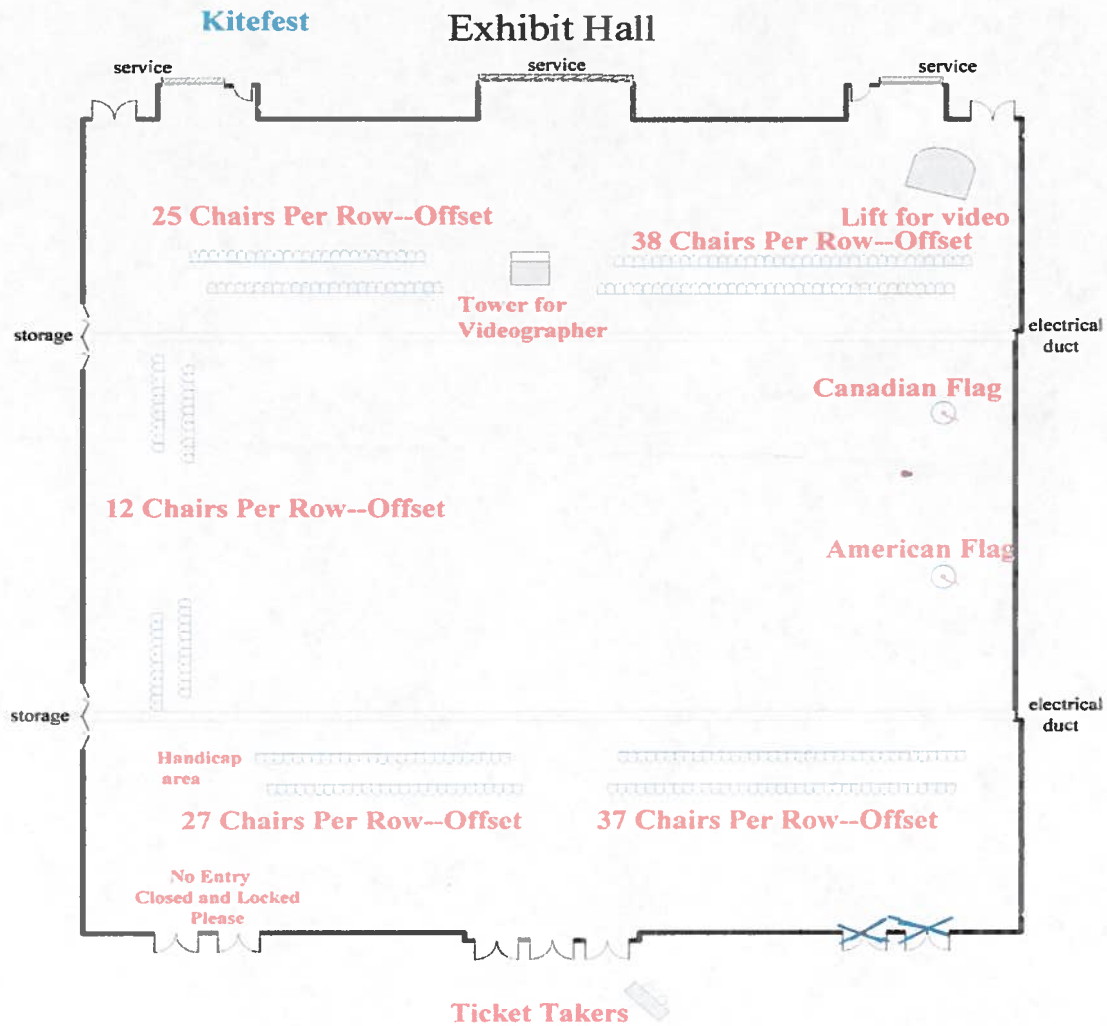 Kitefest
Exhibit Hall
service
service
service
25 Chairs Per Row--Offset
Lift for video
38 Chairs Per Row--Offset
Tower for
Videographer
storage
electrical
duct
Canadian Flag
12 Chairs Per Row--Offset
American Flag
storage
electrical
duct
Handicap
area
27 Chairs Per Row--Offset
37 Chairs Per Row--Offset
No Entry
Closed and Locked
Please
Ticket Takers